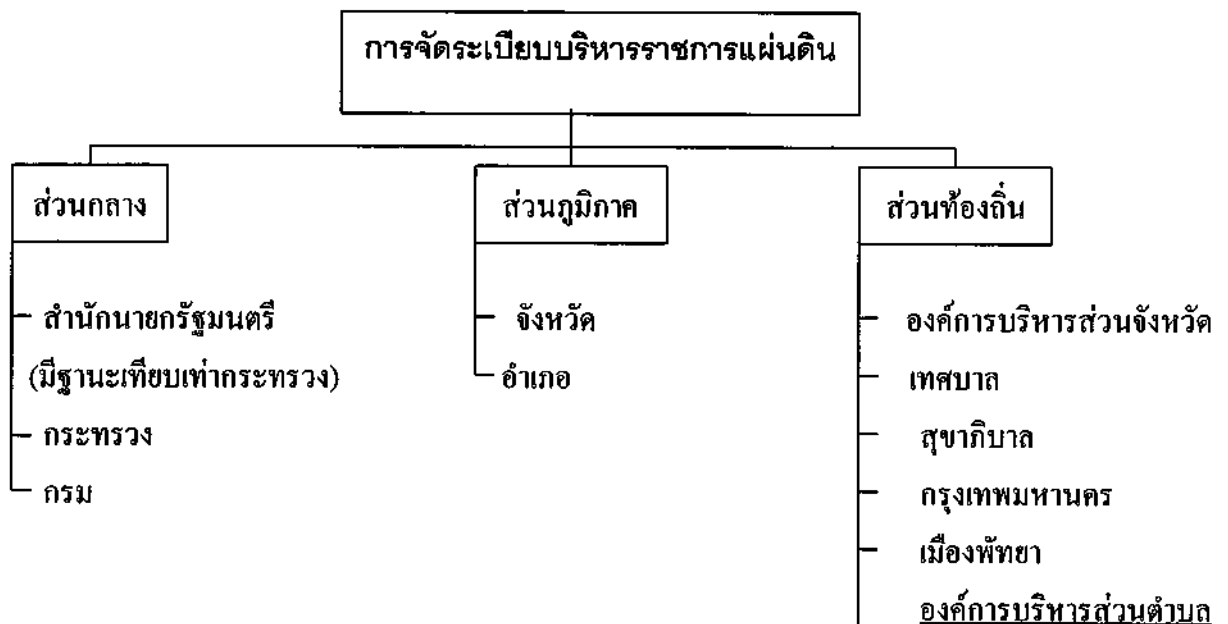 การจัดระเบียบบริหารราชการแผ่นดิน
ส่วนกลาง
สำนักนายกรัฐมนตรี
(มีฐานะเทียบเท่ากระทรวง)
กระทรวง
กรม
ส่วนภูมิภาค
จังหวัด
อำเภอ
ส่วนท้องถิ่น
องค์การบริหารส่วนจังหวัด
เทศบาล
สุขาภิบาล
กรุงเทพมหานคร
เมืองพัทยา
องค์การบริหารส่วนตำบล